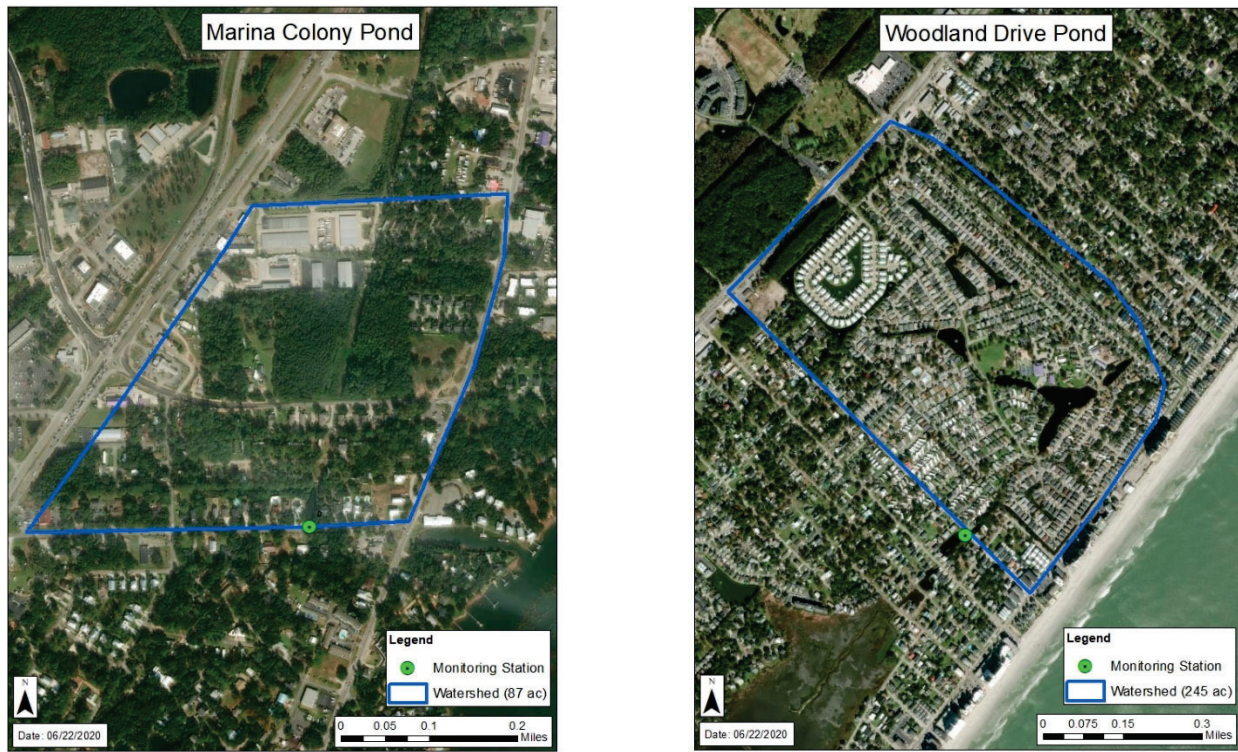 Marina Colony Pond
Legend
Monitoring Station
Watershed (87 ac)
N
Date: 06/22/2020
0 0.05 0.1 0.2
Miles
Woodland Drive Pond
Legend
Monitoring Station
Watershed (245 ac)
N
Date: 06/22/2020
0 0.075 0.15 0.3
Miles